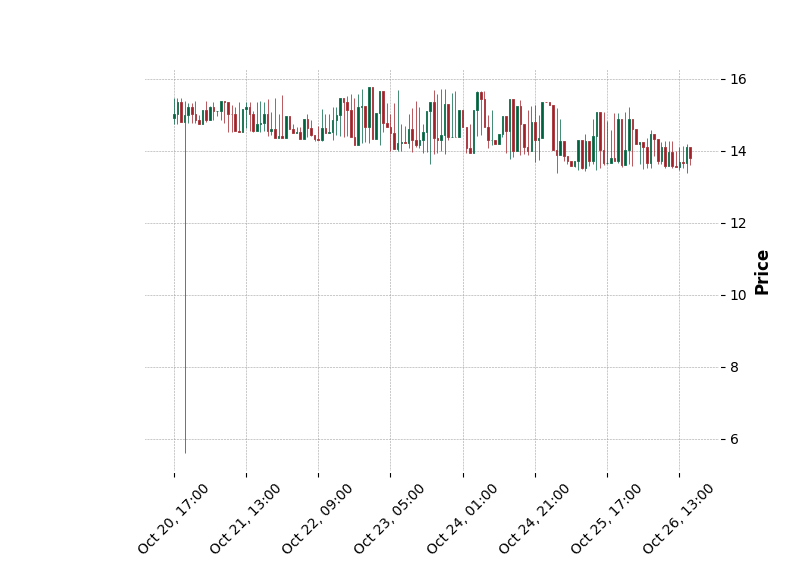 16
14
12
10
8
6
Price
Oct 20, 17:00
Oct 21, 13:00
Oct 22, 09:00
Oct 23, 05:00
Oct 24, 01:00
Oct 24, 21:00
Oct 25, 17:00
Oct 26, 13:00